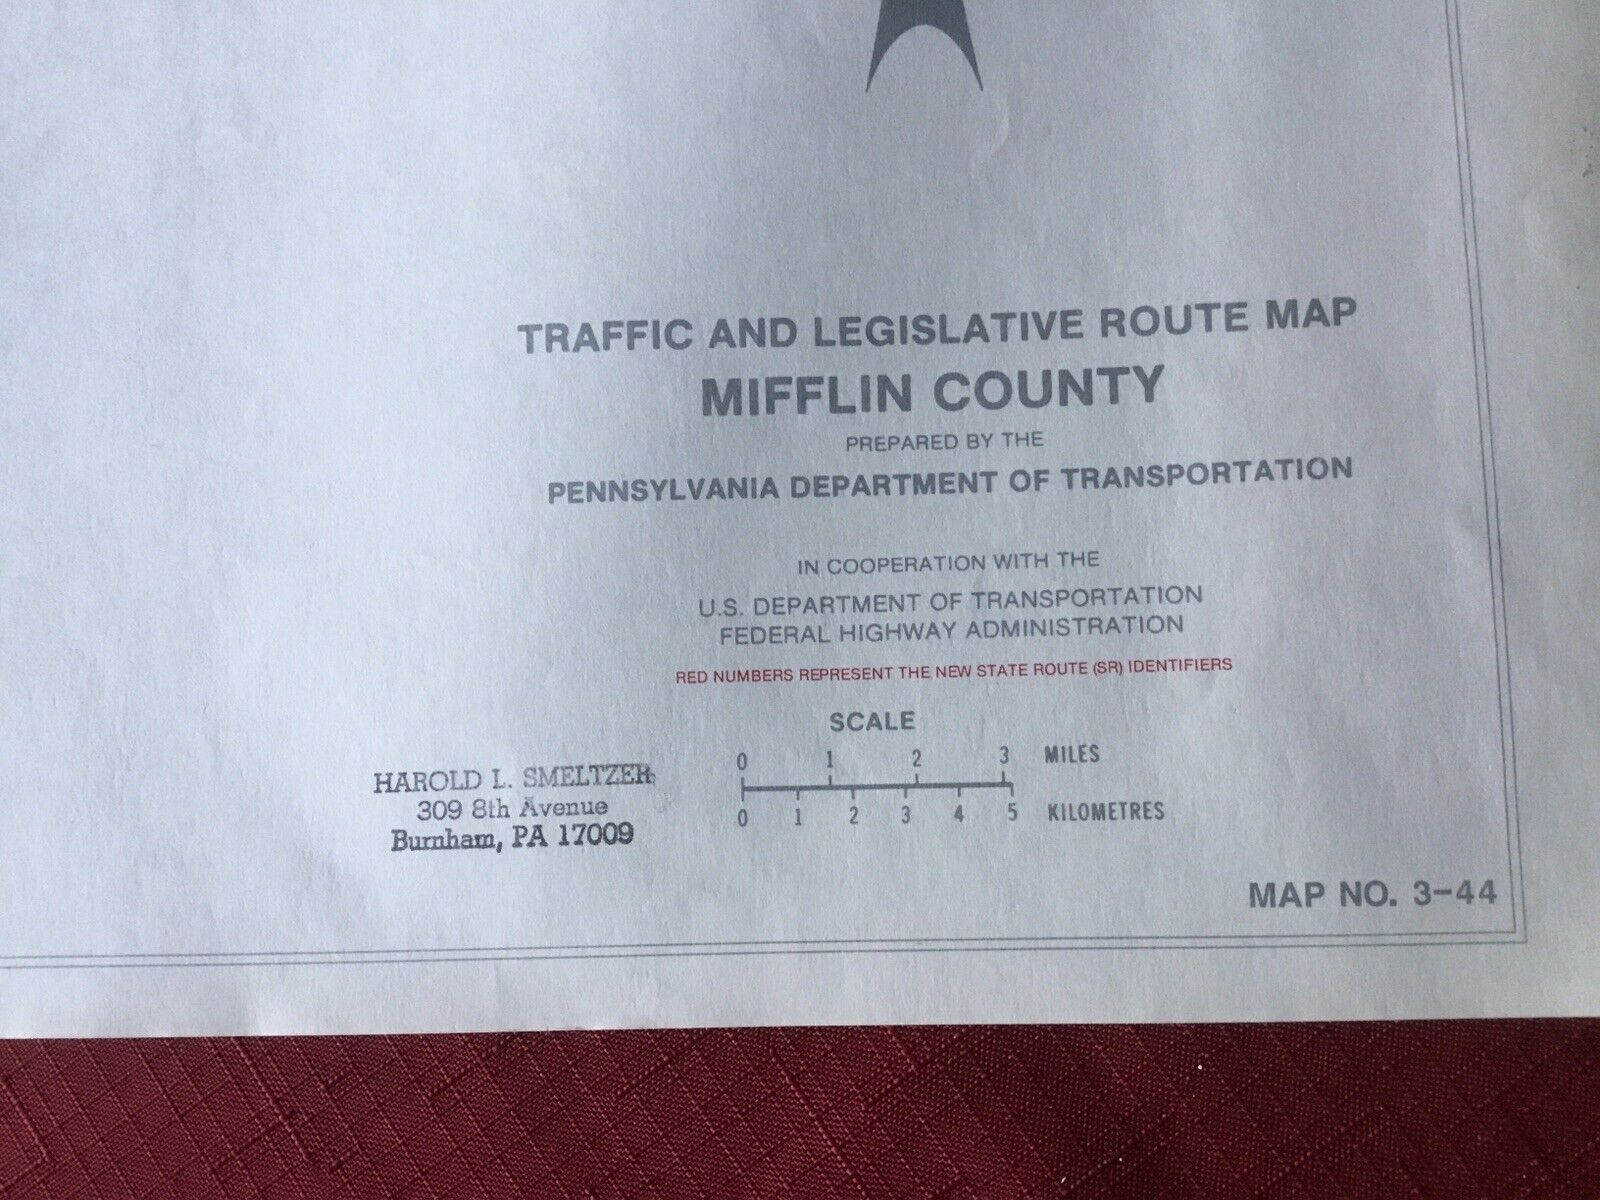 TRAFFIC AND LEGISLATIVE ROUTE MAP
MIFFLIN COUNTY
PREPARED BY THE
PENNSYLVANIA DEPARTMENT OF TRANSPORTATION
IN COOPERATION WITH THE
U.S. DEPARTMENT OF TRANSPORTATION
FEDERAL HIGHWAY ADMINISTRATION
RED NUMBERS REPRESENT THE NEW STATE ROUTE (SR) IDENTIFIERS
SCALE
0 1 2 3 MILES
0 1 2 3 4 5 KILOMETRES
HAROLD L. SMELTZER
309 8th Avenue
Burnham, PA 17009
MAP NO. 3-44